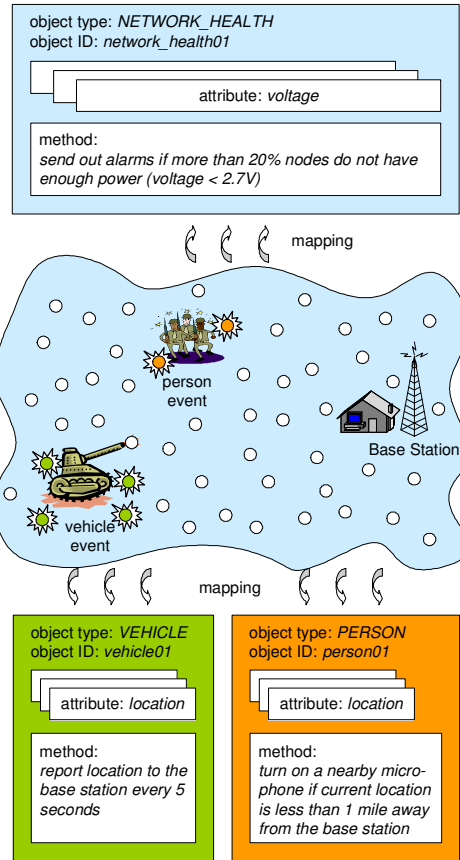 object type: NETWORK_HEALTH
object ID: network_health01
attribute: voltage
method:
send out alarms if more than 20% nodes do not have
enough power (voltage < 2.7V)
mapping
person
event
Base Station
vehicle
event
mapping
object type: VEHICLE
object ID: vehicle01
attribute: location
method:
report location to the
base station every 5
seconds
object type: PERSON
object ID: person01
attribute: location
method:
turn on a nearby micro-
phone if current location
is less than 1 mile away
from the base station